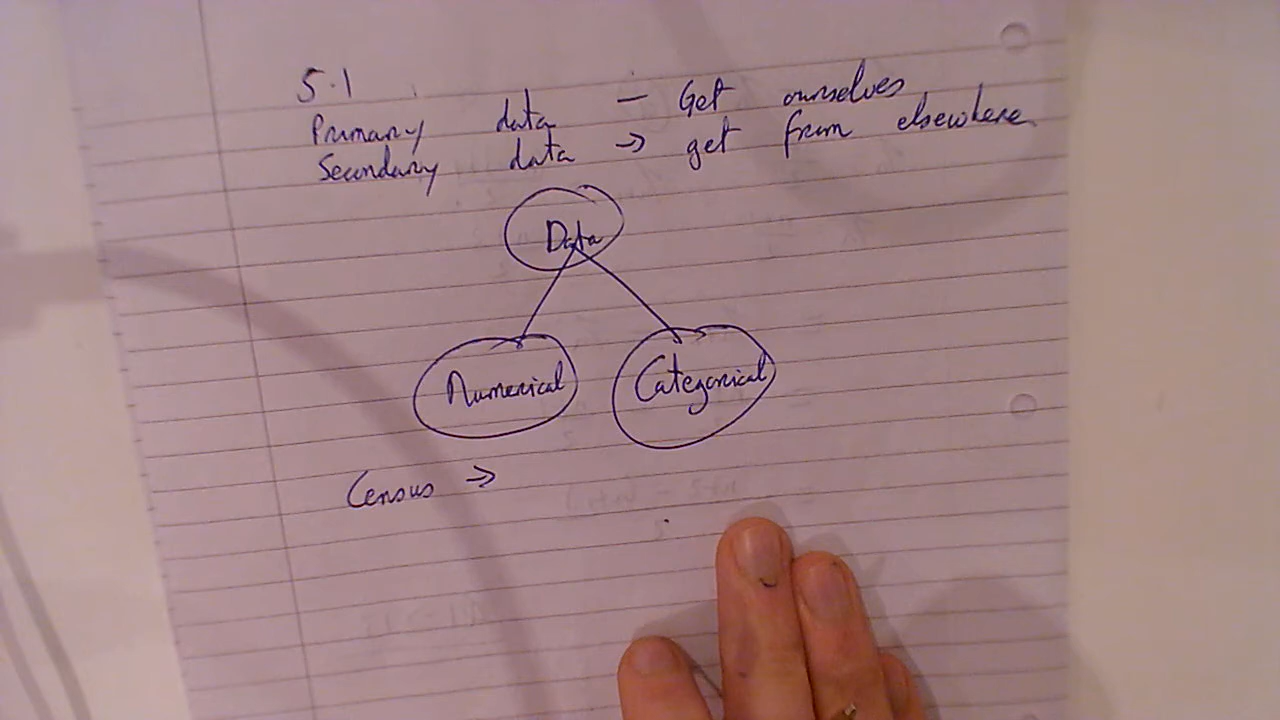 5.1
Primary data — Get ourselves
Secondary data → get from elsewhere
Data
Numerical Categorical
Census →